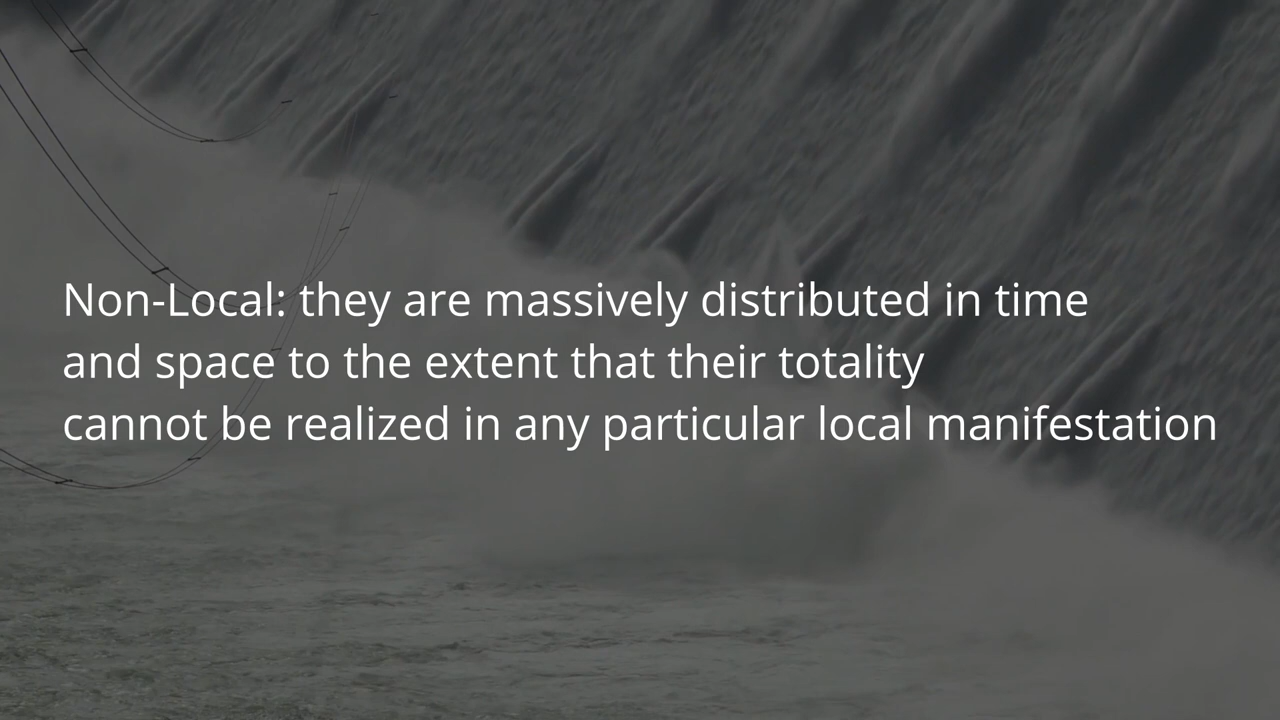 Non-Local: they are massively distributed in time
and space to the extent that their totality
cannot be realized in any particular local manifestation